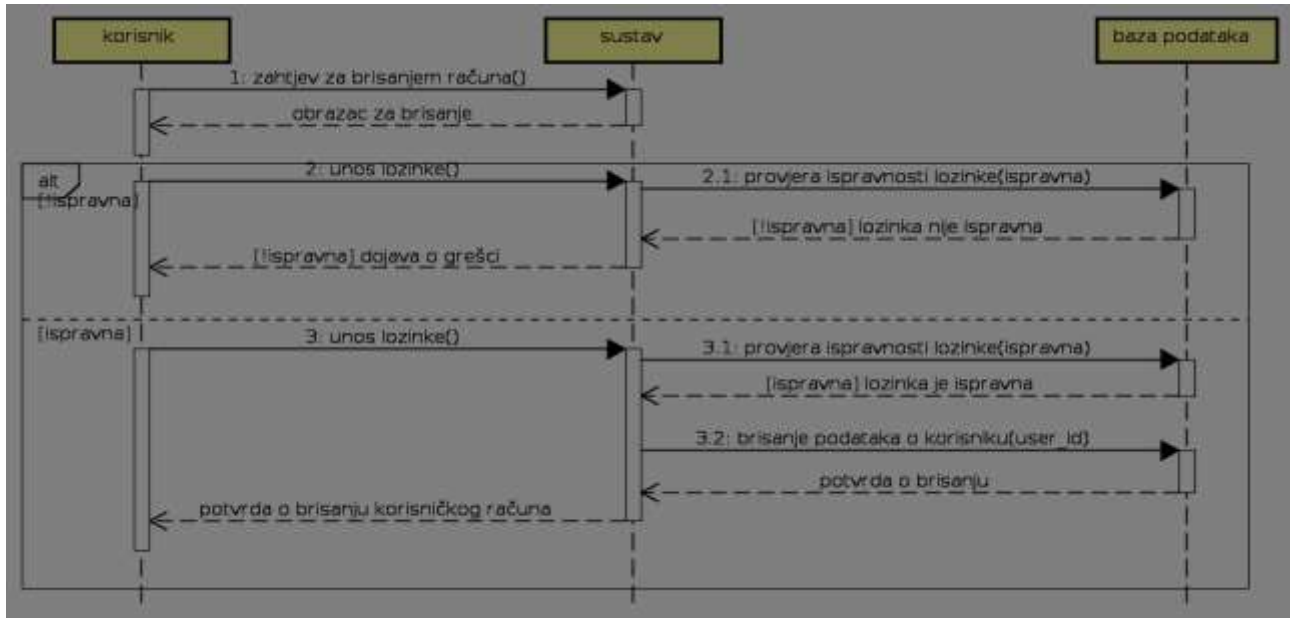 korisnik
sustav
baza podataka
1: zahtjev za brisanjem računa()
obrazac za brisanje
alt
2: unos lozinke()
2.1: provjera ispravnosti lozinke(ispravna)
[!ispravna]
[!ispravna] lozinka nije ispravna
[!ispravna] dojava o grešci
[ispravna]
3: unos lozinke()
3.1: provjera ispravnosti lozinke(ispravna)
[ispravna] lozinka je ispravna
3.2: brisanje podataka o korisniku(user_id)
potvrda o brisanju
potvrda o brisanju korisničkog računa